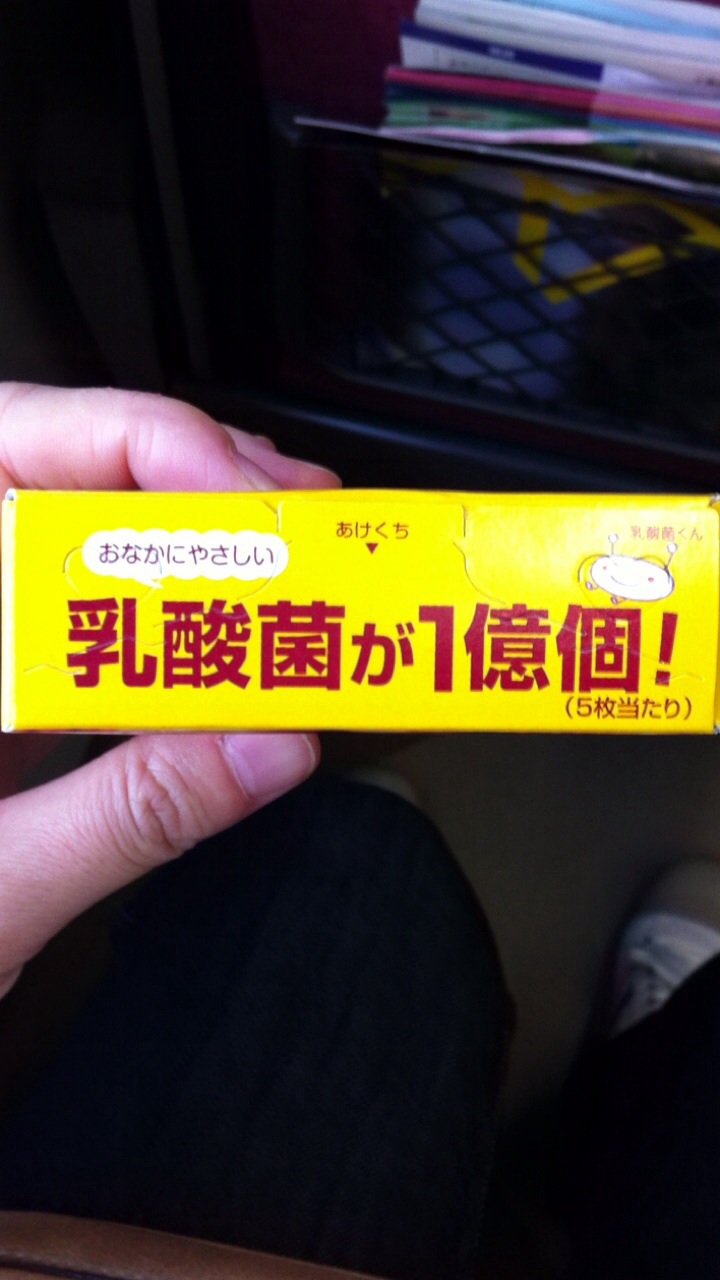 あけくち
乳酸菌くん
おなかにやさしい
乳酸菌が1億個!
(5枚当たり)